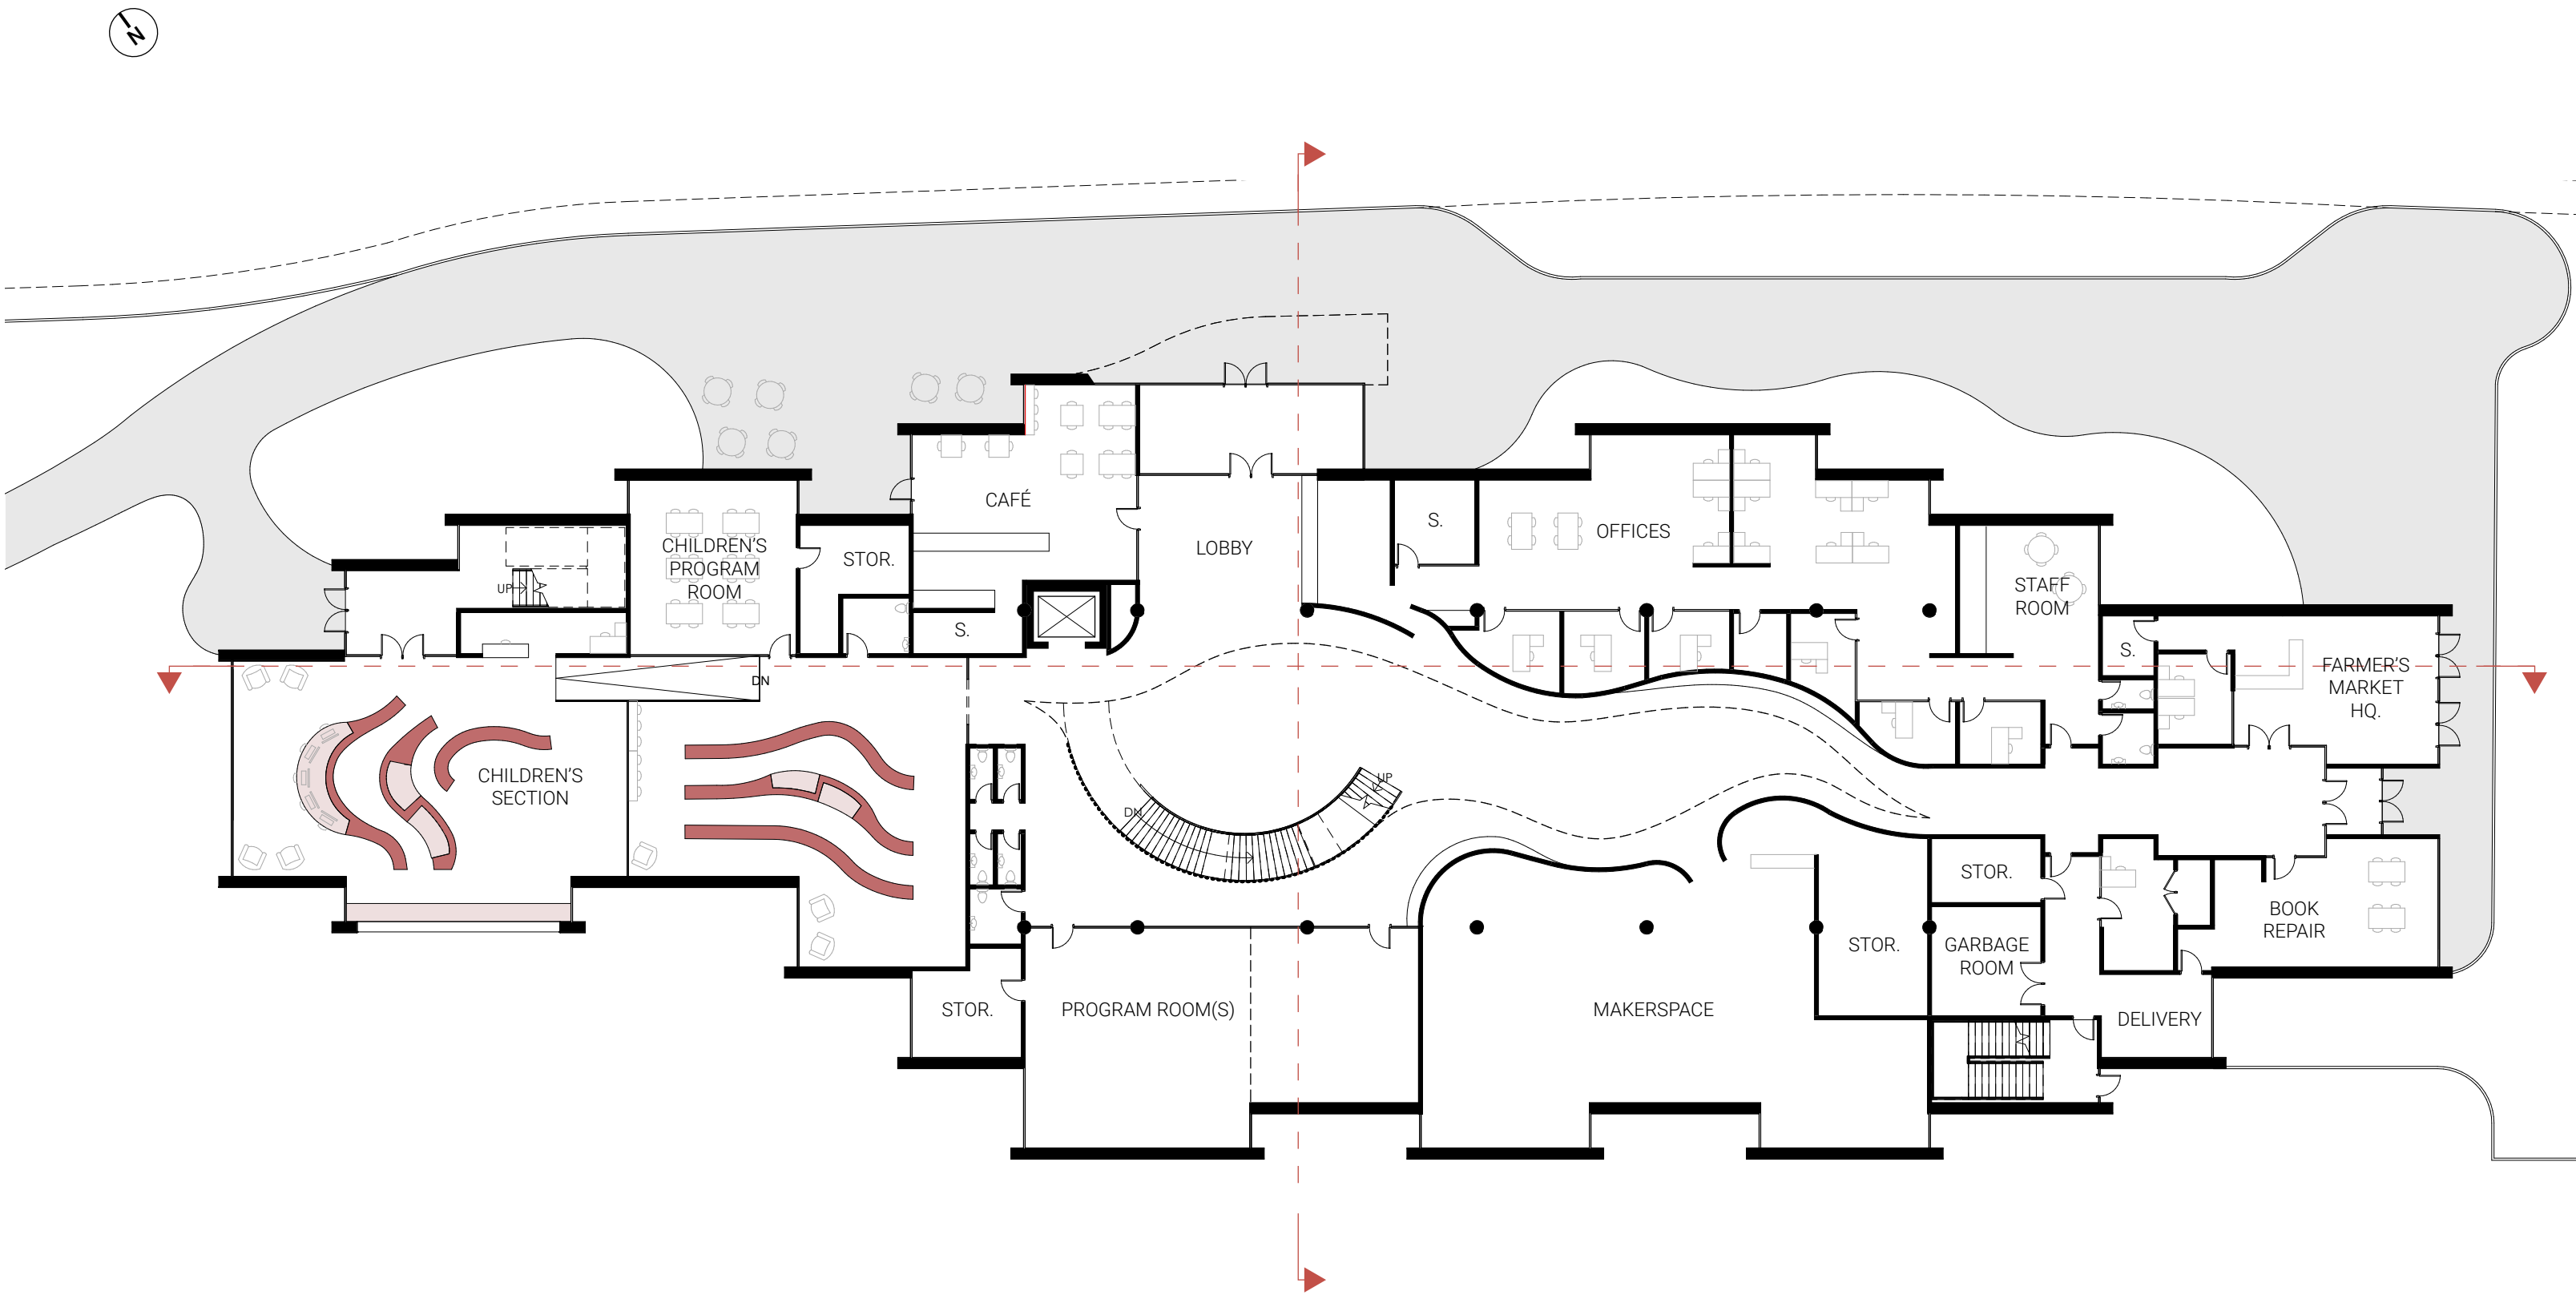 N
CAFÉ
S.
OFFICES
CHILDREN'S
PROGRAM
ROOM
STOR.
LOBBY
UP
STAFF
ROOM
S.
S.
FARMER'S
MARKET
HQ.
DN
CHILDREN'S
SECTION
UP
DN
STOR.
BOOK
REPAIR
STOR.
GARBAGE
ROOM
STOR.
PROGRAM ROOM(S)
MAKERSPACE
DELIVERY